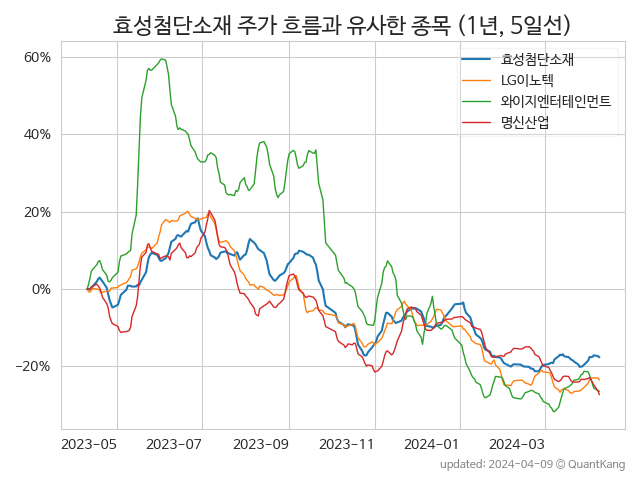 효성첨단소재 주가 흐름과 유사한 종목 (1년, 5일선)
효성첨단소재
LG이노텍
와이지엔터테인먼트
명신산업
60%
40%
20%
0%
−20%
2023-05 2023-07 2023-09 2023-11 2024-01 2024-03
updated: 2024-04-09 © QuantKang